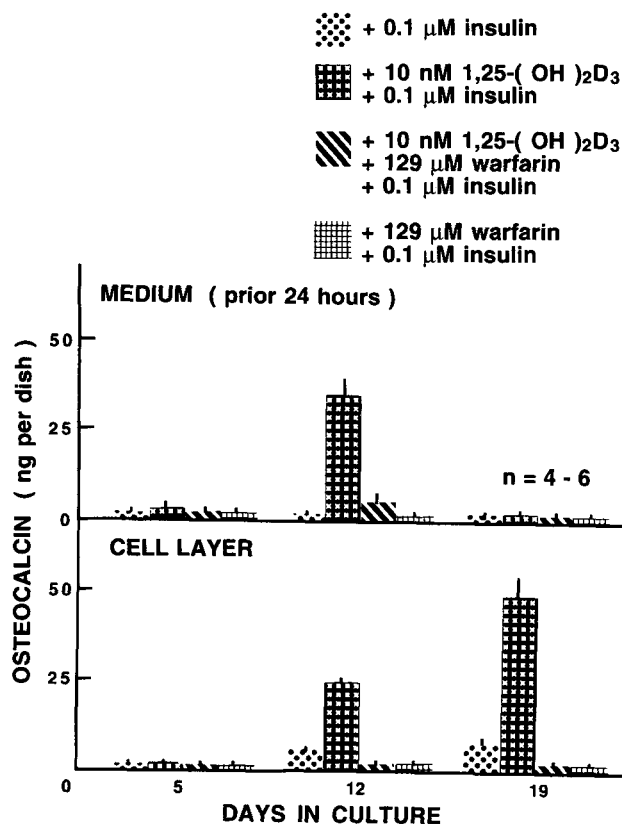 + 0.1 µM insulin
+ 10 nM 1,25-( OH )₂D₃
+ 0.1 µM insulin
+ 10 nM 1,25-( OH )₂D₃
+ 129 µM warfarin
+ 0.1 µM insulin
+ 129 µM warfarin
+ 0.1 µM insulin
MEDIUM ( prior 24 hours )
50
25
0
n = 4 - 6
CELL LAYER
50
25
0
5
12
19
DAYS IN CULTURE
OSTEOCALCIN ( ng per dish )